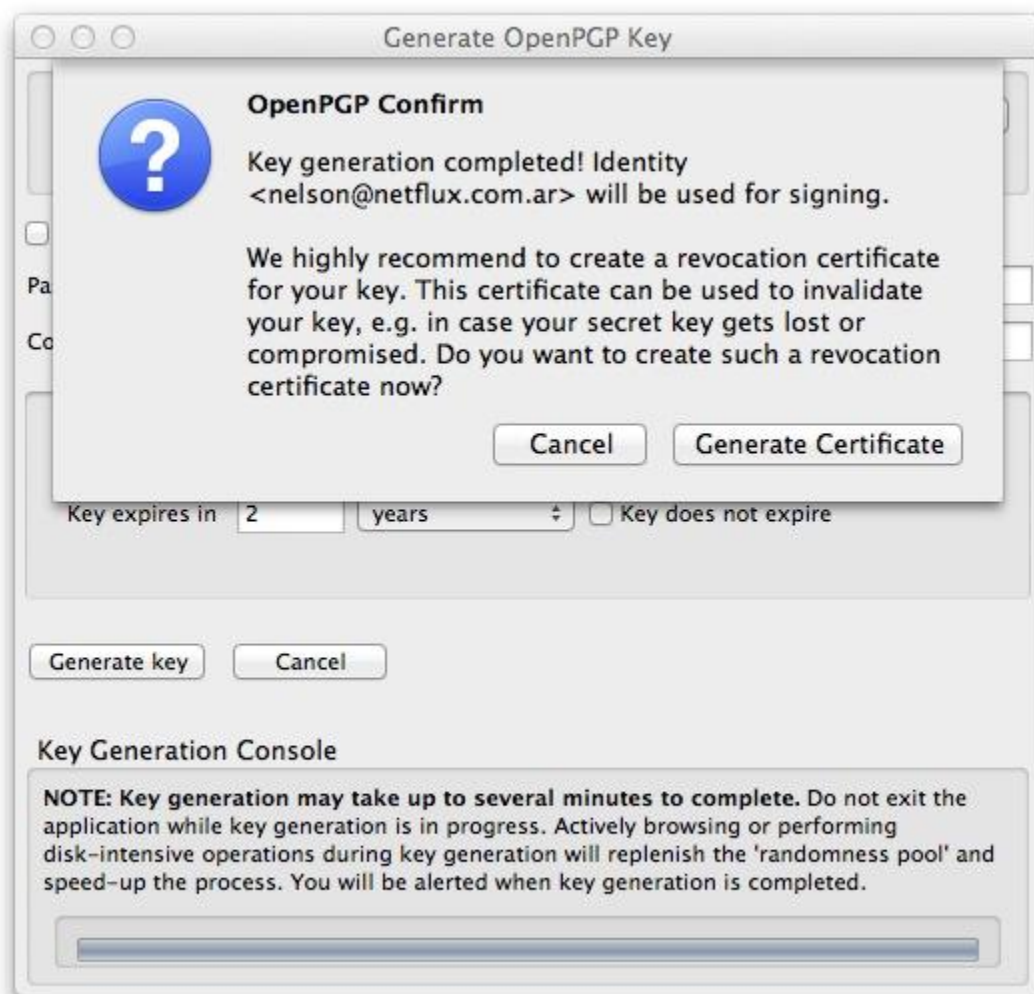 Generate OpenPGP Key
OpenPGP Confirm
Key generation completed! Identity
<nelson@netflux.com.ar> will be used for signing.
We highly recommend to create a revocation certificate
for your key. This certificate can be used to invalidate
your key, e.g. in case your secret key gets lost or
compromised. Do you want to create such a revocation
certificate now?
Cancel Generate Certificate
Pa
Co
Key expires in 2 years Key does not expire
Generate key Cancel
Key Generation Console
NOTE: Key generation may take up to several minutes to complete. Do not exit the
application while key generation is in progress. Actively browsing or performing
disk-intensive operations during key generation will replenish the 'randomness pool' and
speed-up the process. You will be alerted when key generation is completed.